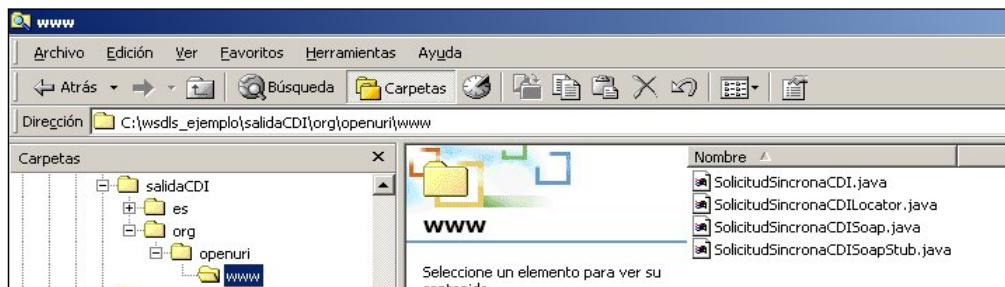 www
Archivo Edición Ver Favoritos Herramientas Ayuda
Atrás Búsqueda Carpetas
Dirección C:\wsdls_ejemplo\salidaCDI\org\openuri\www
Carpetas x
salidaCDI
es
org
openuri
www
www
Seleccione un elemento para ver su
Nombre
SolicitudSincronaCDI.java
SolicitudSincronaCDILocator.java
SolicitudSincronaCDISoap.java
SolicitudSincronaCDISoapStub.java